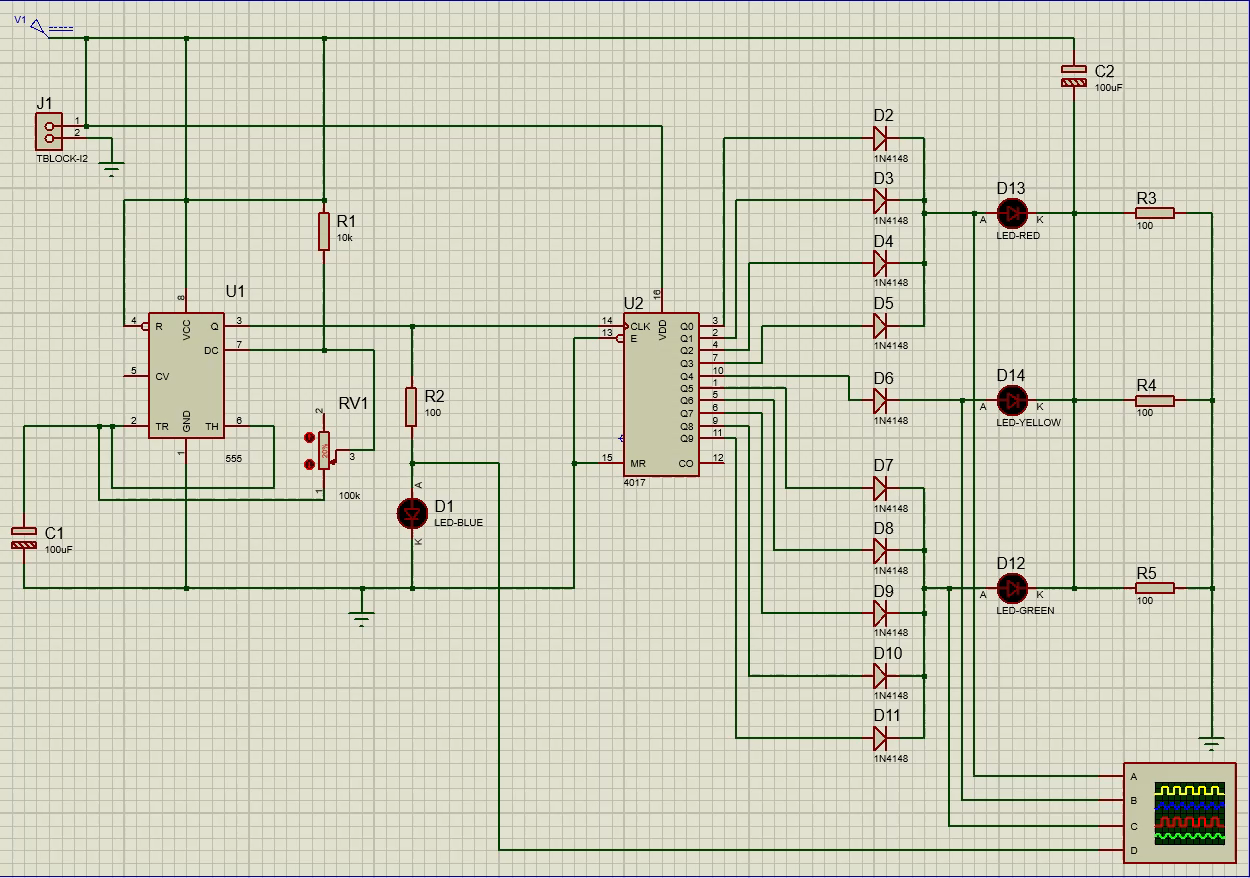 V1
C2
100uF
J1
1
2
TBLOCK-I2
D2
1N4148
D3
1N4148
D4
1N4148
D5
1N4148
D13
A K
LED-RED
R3
100
R1
10k
U1
8
4 R VCC Q 3
DC 7
5 CV
2 TR GND TH 6
1
555
RV1
2
20%
3
1
100k
R2
100
A
D1
LED-BLUE
K
C1
100uF
U2
16
14 CLK VDD Q0 3
13 E Q1 2
Q2 4
Q3 7
Q4 10
Q5 1
Q6 5
Q7 6
Q8 9
Q9 11
15 MR CO 12
4017
D6
1N4148
D14
A K
LED-YELLOW
R4
100
D7
1N4148
D8
1N4148
D9
1N4148
D10
1N4148
D11
1N4148
D12
A K
LED-GREEN
R5
100
A
B
C
D